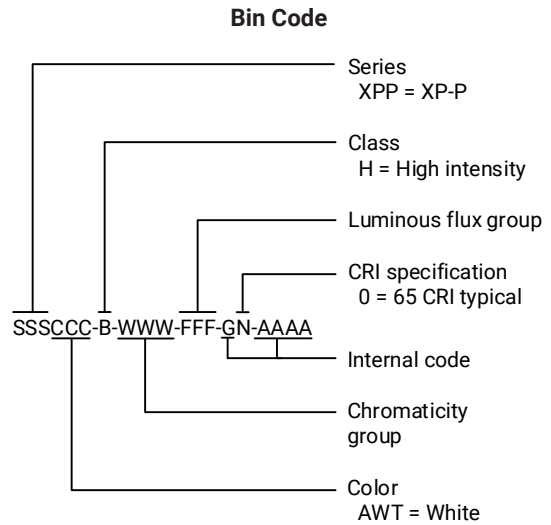 Bin Code
Series
XPP = XP-P
Class
H = High intensity
Luminous flux group
CRI specification
0 = 65 CRI typical
SSSCCC-B-WWW-FFF-GN-AAAA
Internal code
Chromaticity
group
Color
AWT = White